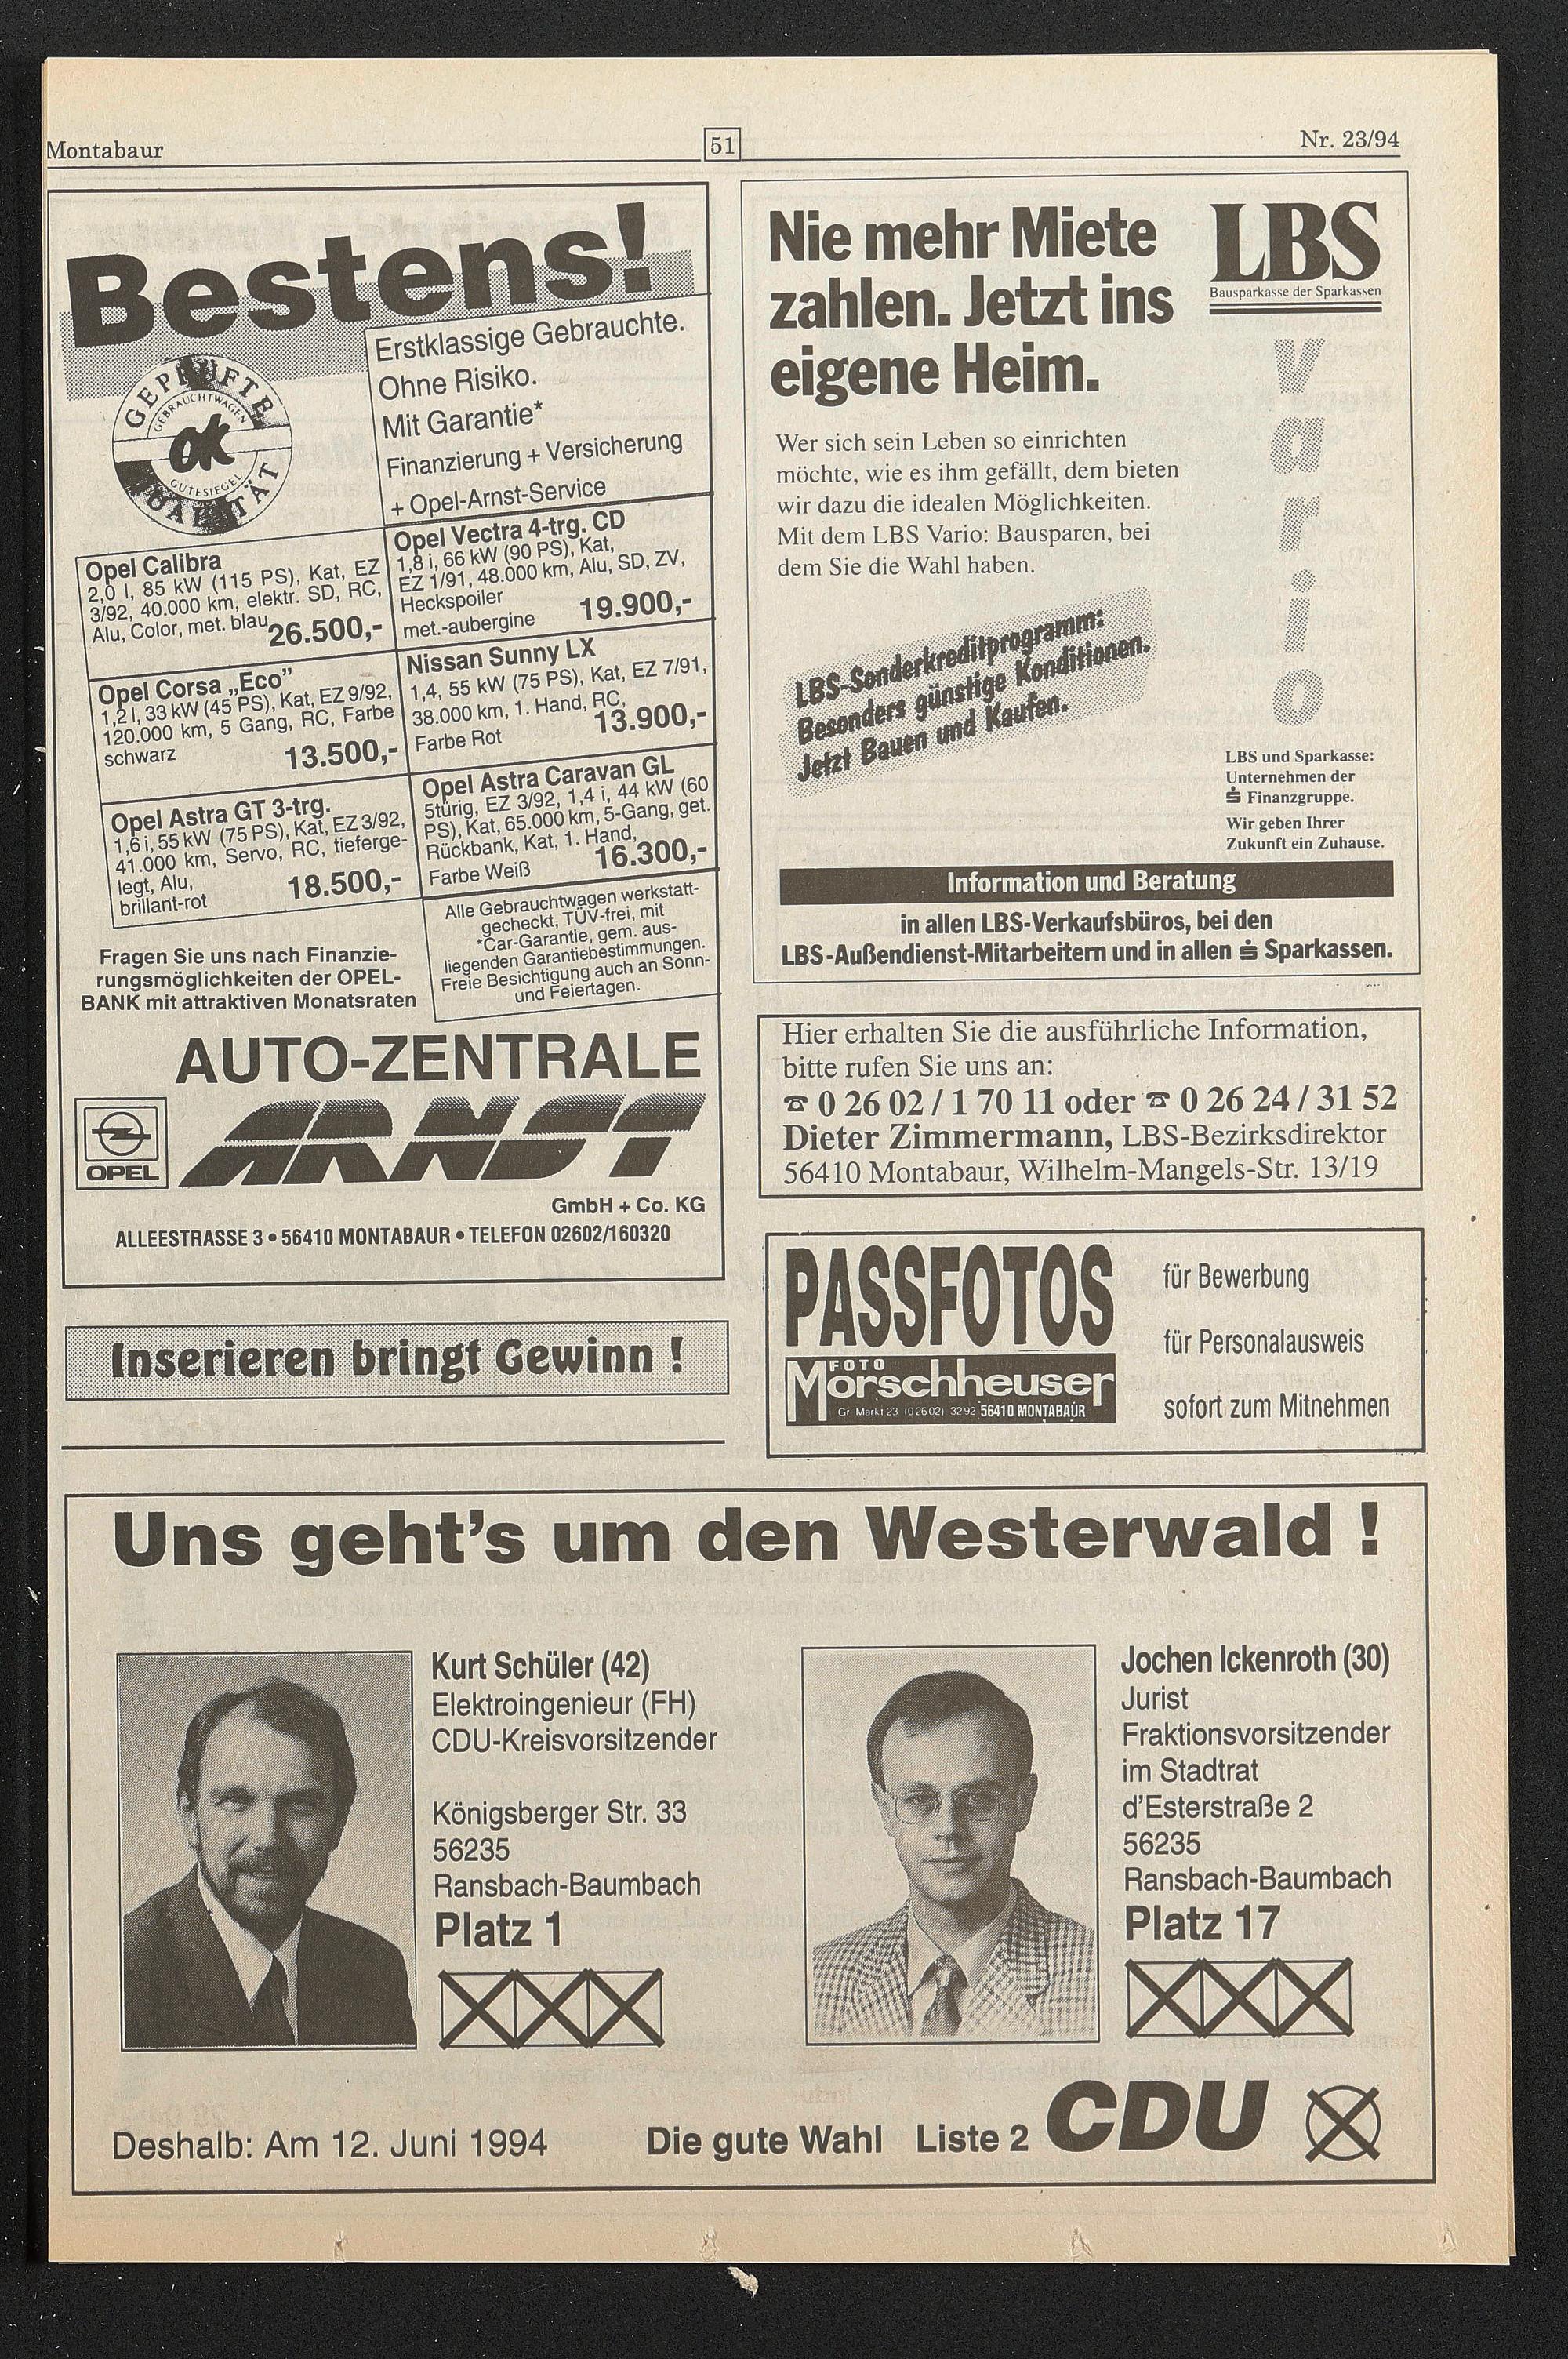 Montabaur
51
Nr. 23/94
Bestens!
Erstklassige Gebrauchte.
Ohne Risiko.
Mit Garantie*
Finanzierung + Versicherung
+ Opel-Arnst-Service
GEPRÜFTE
GEBRAUCHTWAGEN
ok
GÜTESIEGEL
QUALITÄT
Opel Calibra
2,0 l, 85 kW (115 PS), Kat, EZ
3/92, 40.000 km, elektr. SD, RC,
Alu, Color, met. blau
26.500,-
Opel Vectra 4-trg. CD
1,8 i, 66 kW (90 PS), Kat,
EZ 1/91, 48.000 km, Alu, SD, ZV,
Heckspoiler
met.-aubergine 19.900,-
Opel Corsa „Eco”
1,2 l, 33 kW (45 PS), Kat, EZ 9/92,
120.000 km, 5 Gang, RC, Farbe
schwarz 13.500,-
Nissan Sunny LX
1,4, 55 kW (75 PS), Kat, EZ 7/91,
38.000 km, 1. Hand, RC,
Farbe Rot 13.900,-
Opel Astra GT 3-trg.
1,6 i, 55 kW (75 PS), Kat, EZ 3/92,
41.000 km, Servo, RC, tieferge-
legt, Alu,
brillant-rot 18.500,-
Opel Astra Caravan GL
5türig, EZ 3/92, 1,4 i, 44 kW (60
PS), Kat, 65.000 km, 5-Gang, get.
Rückbank, Kat, 1. Hand,
Farbe Weiß 16.300,-
Fragen Sie uns nach Finanzie-
rungsmöglichkeiten der OPEL-
BANK mit attraktiven Monatsraten
Alle Gebrauchtwagen werkstatt-
gecheckt, TÜV-frei, mit
*Car-Garantie, gem. aus-
liegenden Garantiebestimmungen.
Freie Besichtigung auch an Sonn-
und Feiertagen.
AUTO-ZENTRALE
ARNST
OPEL
GmbH + Co. KG
ALLEESTRASSE 3 • 56410 MONTABAUR • TELEFON 02602/160320
Inserieren bringt Gewinn !
Nie mehr Miete
zahlen. Jetzt ins
eigene Heim.
LBS
Bausparkasse der Sparkassen
Vario
Wer sich sein Leben so einrichten
möchte, wie es ihm gefällt, dem bieten
wir dazu die idealen Möglichkeiten.
Mit dem LBS Vario: Bausparen, bei
dem Sie die Wahl haben.
LBS-Sonderkreditprogramm:
Besonders günstige Konditionen.
Jetzt Bauen und Kaufen.
LBS und Sparkasse:
Unternehmen der
Finanzgruppe.
Wir geben Ihrer
Zukunft ein Zuhause.
Information und Beratung
in allen LBS-Verkaufsbüros, bei den
LBS-Außendienst-Mitarbeitern und in allen Sparkassen.
Hier erhalten Sie die ausführliche Information,
bitte rufen Sie uns an:
☎ 0 26 02 / 1 70 11 oder ☎ 0 26 24 / 31 52
Dieter Zimmermann, LBS-Bezirksdirektor
56410 Montabaur, Wilhelm-Mangels-Str. 13/19
PASSFOTOS
FOTO
Morschheuser
Gr. Markt 23 (02602) 3292 56410 MONTABAUR
für Bewerbung
für Personalausweis
sofort zum Mitnehmen
Uns geht's um den Westerwald !
Kurt Schüler (42)
Elektroingenieur (FH)
CDU-Kreisvorsitzender
Königsberger Str. 33
56235
Ransbach-Baumbach
Platz 1
Jochen Ickenroth (30)
Jurist
Fraktionsvorsitzender
im Stadtrat
d'Esterstraße 2
56235
Ransbach-Baumbach
Platz 17
Deshalb: Am 12. Juni 1994 Die gute Wahl Liste 2 CDU